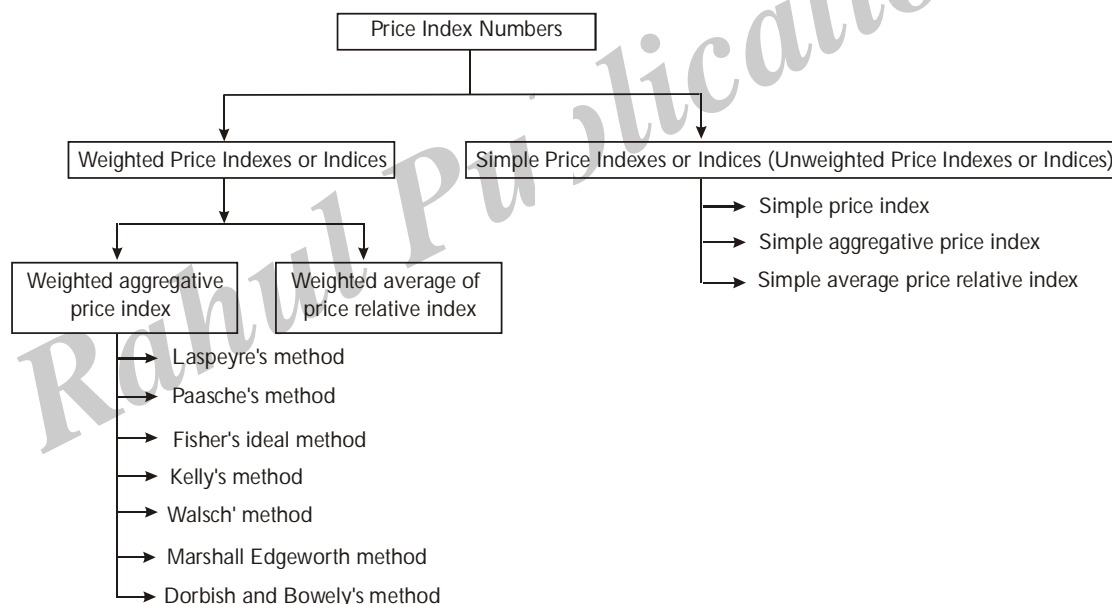 Price Index Numbers
Weighted Price Indexes or Indices
Simple Price Indexes or Indices (Unweighted Price Indexes or Indices)
Simple price index
Simple aggregative price index
Simple average price relative index
Weighted aggregative
price index
Weighted average of
price relative index
Laspeyre's method
Paasche's method
Fisher's ideal method
Kelly's method
Walsch' method
Marshall Edgeworth method
Dorbish and Bowely's method
Rahul